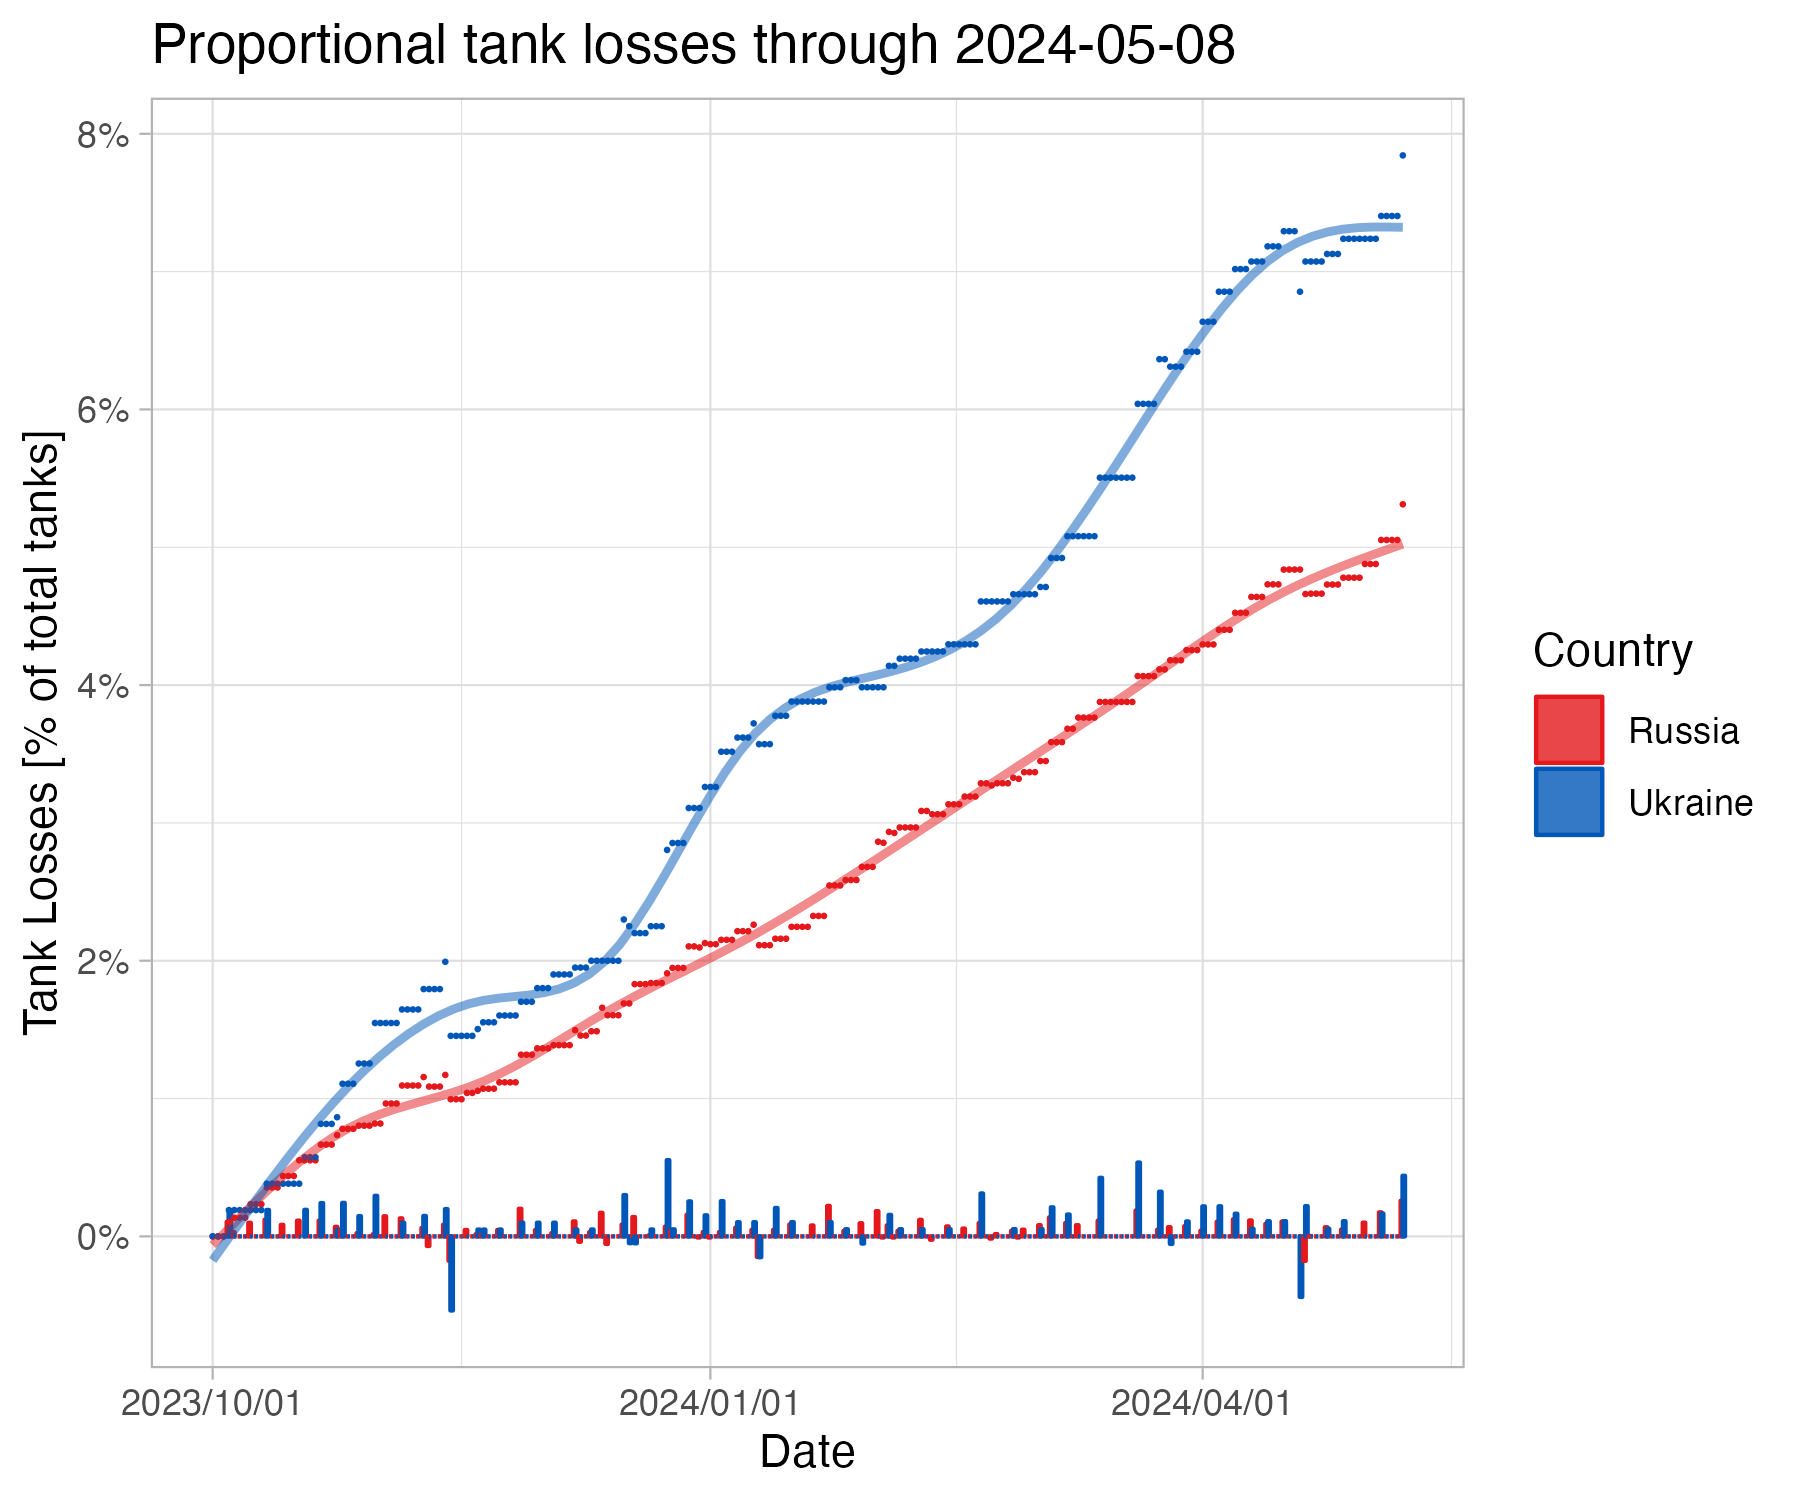 Proportional tank losses through 2024-05-08
8%
6%
4%
2%
0%
Tank Losses [% of total tanks]
2023/10/01
2024/01/01
2024/04/01
Date
Country
Russia
Ukraine